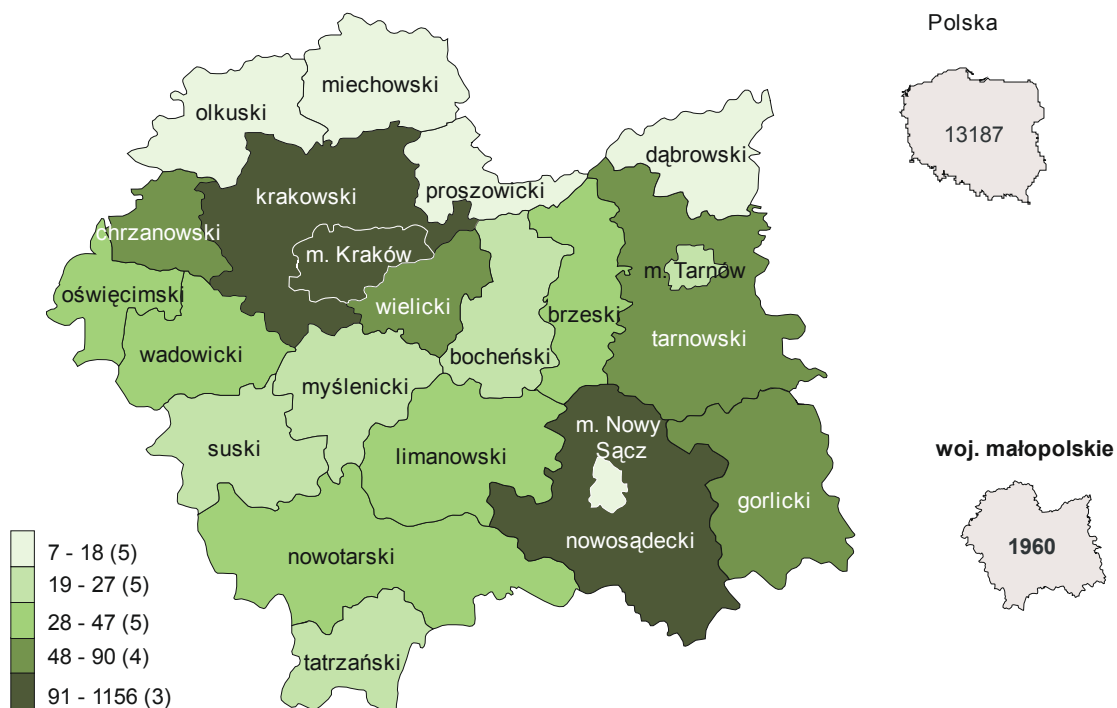 Polska
13187
miechowski
olkuski
dąbrowski
proszowicki
krakowski
chrzanowski
m. Kraków
m. Tarnów
oświęcimski
wielicki
brzeski
tarnowski
wadowicki
bocheński
myślenicki
m. Nowy
Sącz
suski
limanowski
woj. małopolskie
gorlicki
1960
nowosądecki
nowotarski
tatrzański
7 - 18 (5)
19 - 27 (5)
28 - 47 (5)
48 - 90 (4)
91 - 1156 (3)